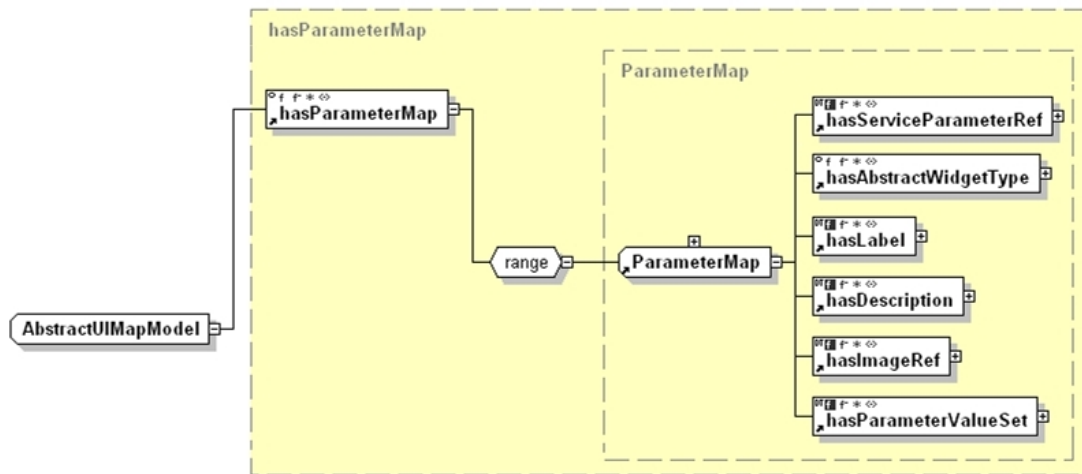 hasParameterMap
ParameterMap
hasParameterMap
hasServiceParameterRef
hasAbstractWidgetType
hasLabel
range
ParameterMap
hasDescription
AbstractUIMapModel
hasImageRef
hasParameterValueSet